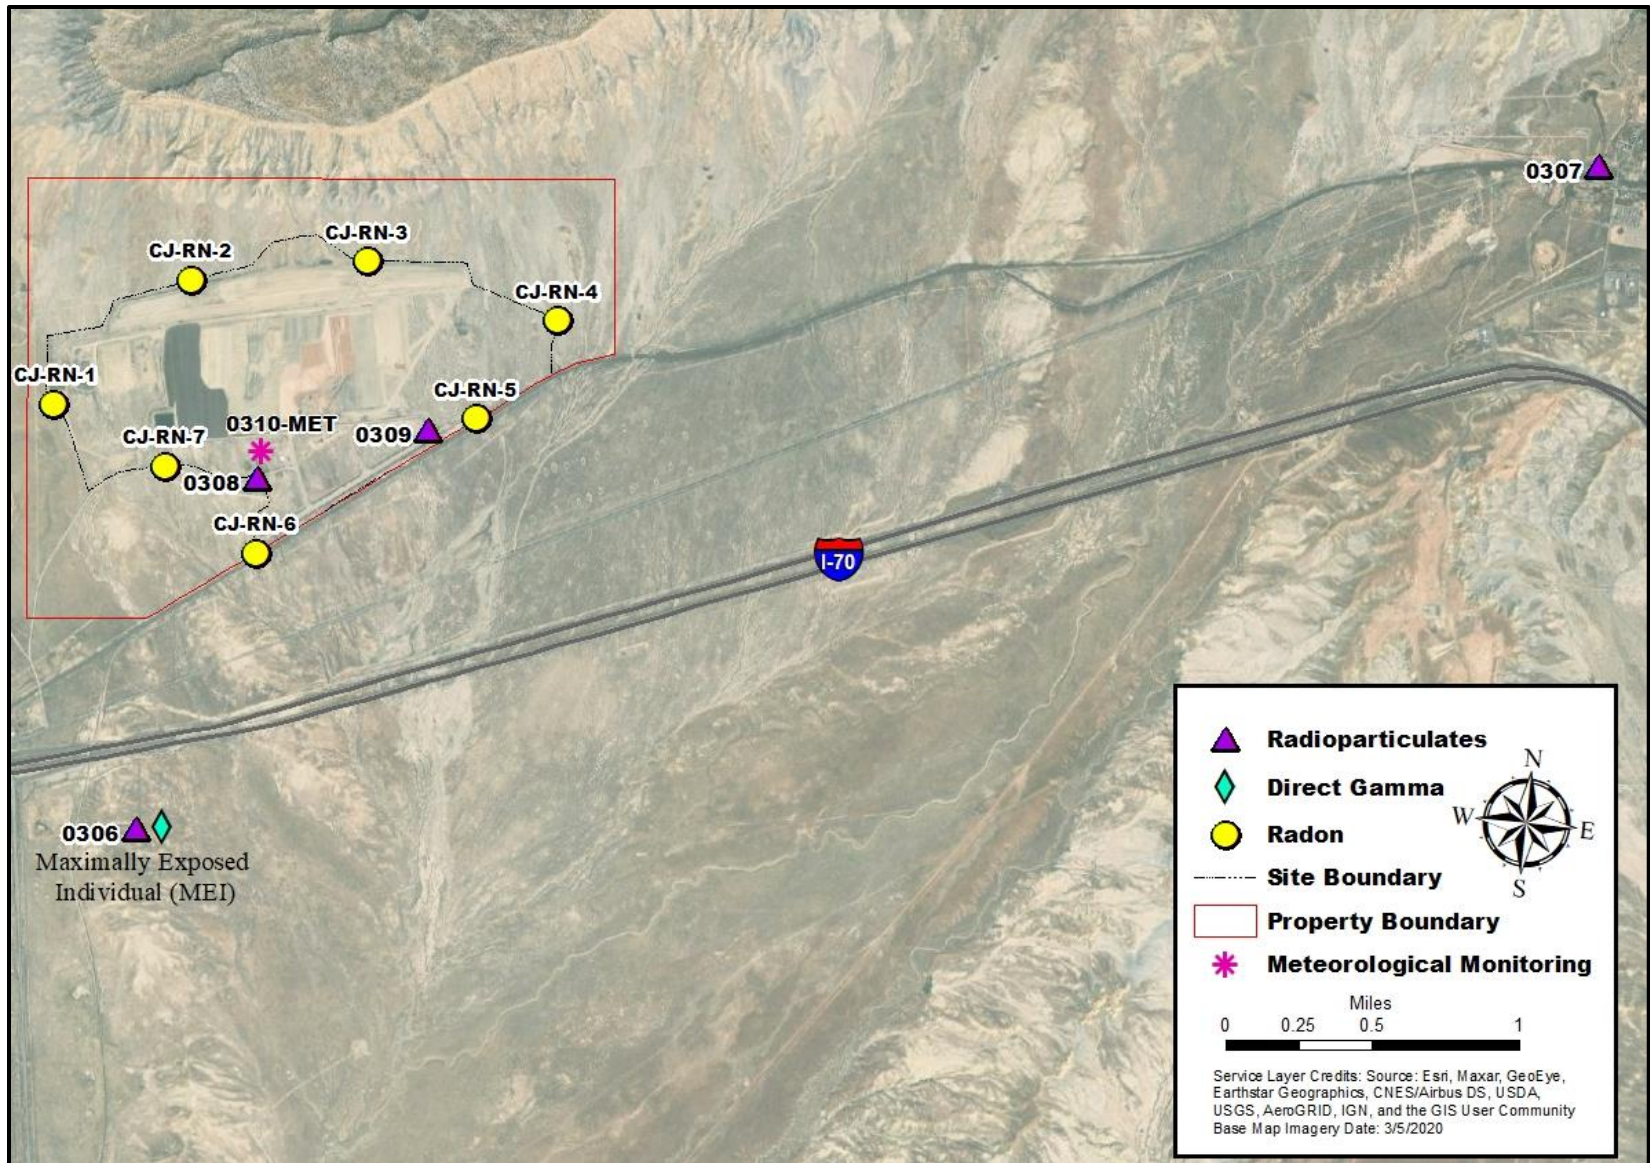 0307
CJ-RN-3
CJ-RN-2
CJ-RN-4
CJ-RN-1
CJ-RN-5
0310-MET
0309
CJ-RN-7
0308
CJ-RN-6
I-70
0306
Maximally Exposed
Individual (MEI)
Radioparticulates
Direct Gamma
Radon
Site Boundary
Property Boundary
Meteorological Monitoring
N
W
E
S
Miles
0 0.25 0.5 1
Service Layer Credits: Source: Esri, Maxar, GeoEye,
Earthstar Geographics, CNES/Airbus DS, USDA,
USGS, AeroGRID, IGN, and the GIS User Community
Base Map Imagery Date: 3/5/2020